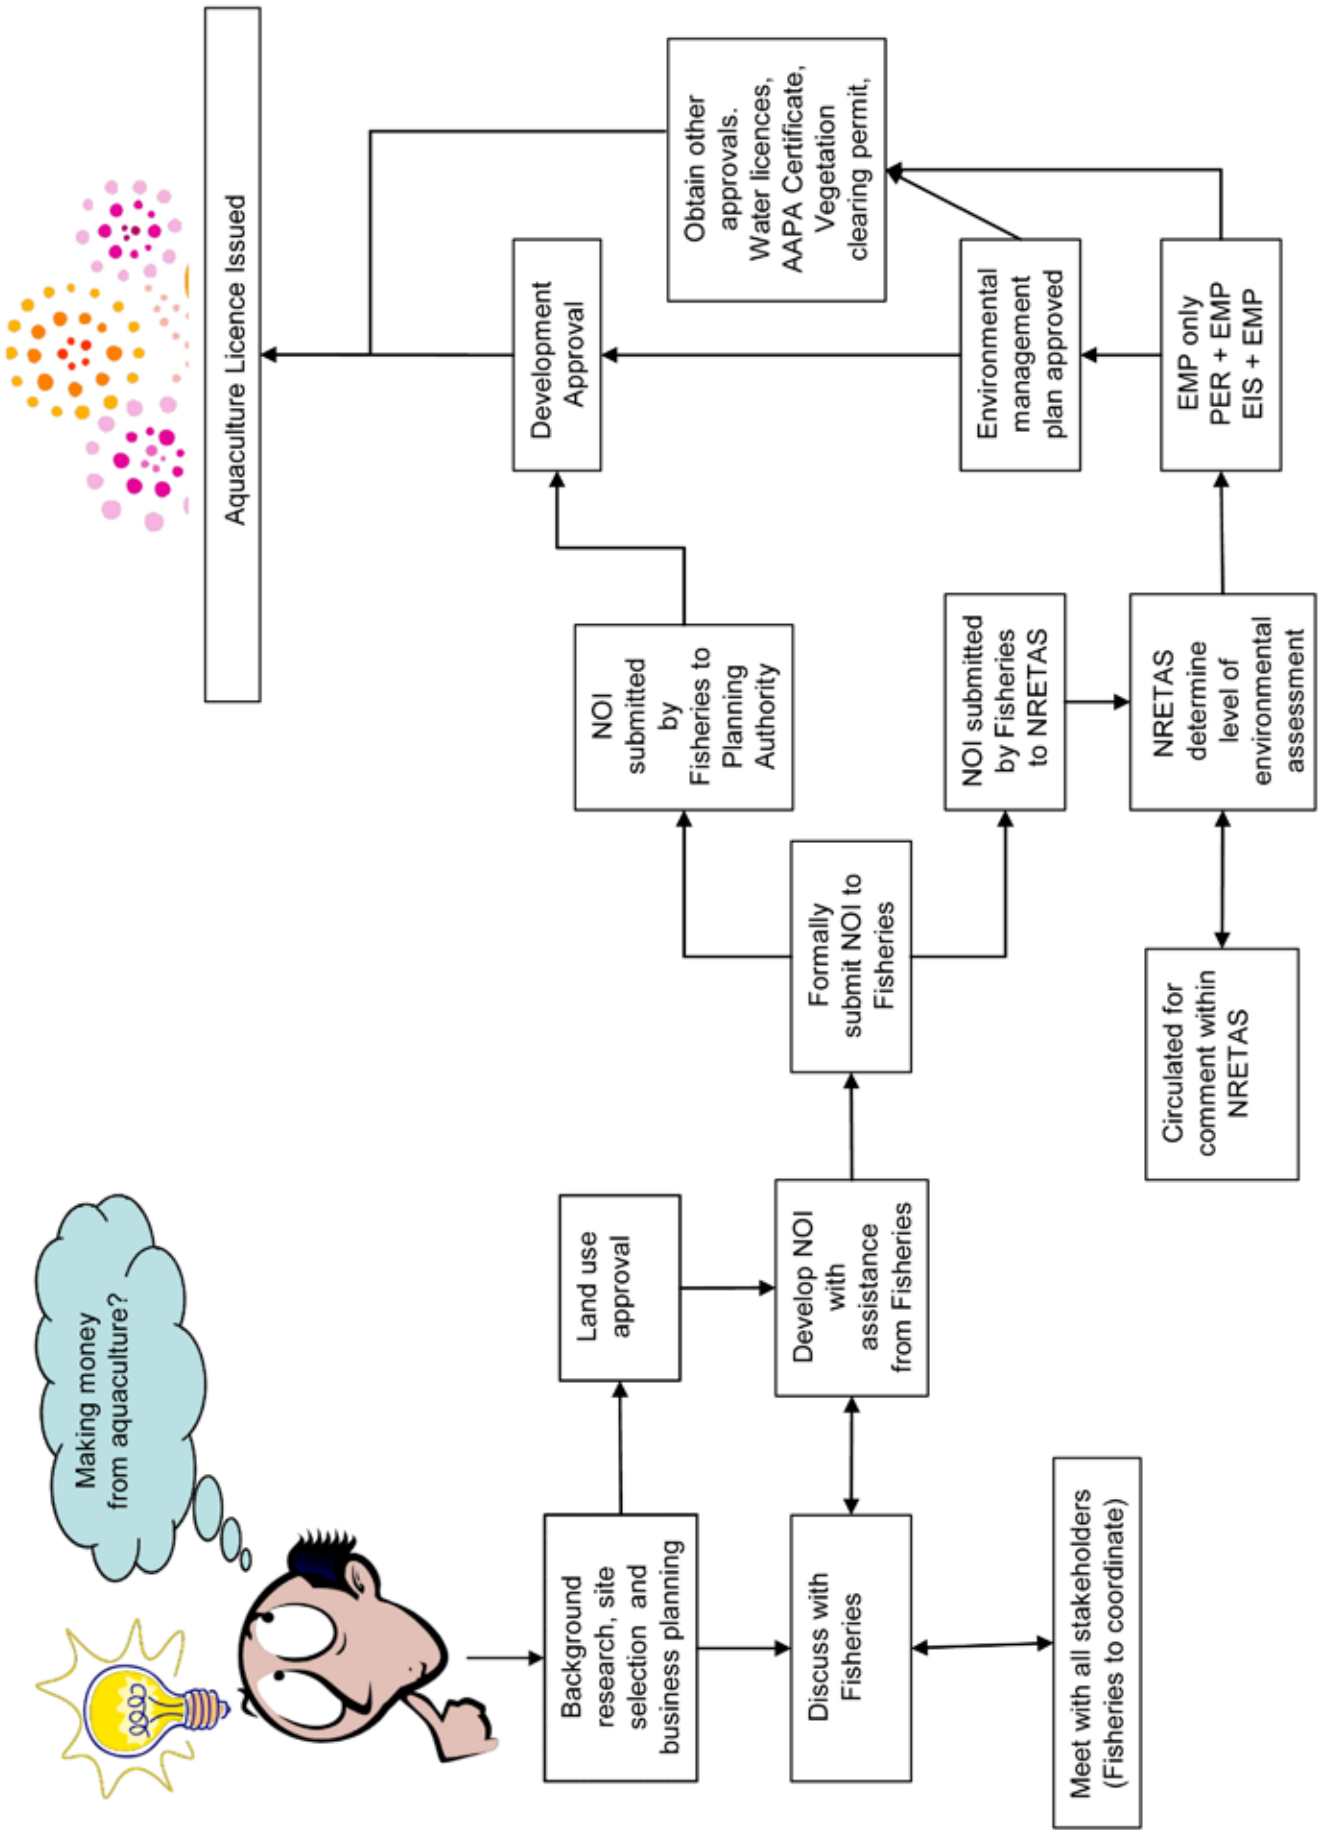 Making money
from aquaculture?
Background
research, site
selection and
business planning
Land use
approval
Discuss with
Fisheries
Meet with all stakeholders
(Fisheries to coordinate)
Develop NOI
with
assistance
from Fisheries
Formally
submit NOI to
Fisheries
NOI
submitted
by
Fisheries to
Planning
Authority
NOI submitted
by Fisheries
to NRETAS
Circulated for
comment within
NRETAS
NRETAS
determine
level of
environmental
assessment
EMP only
PER + EMP
EIS + EMP
Environmental
management
plan approved
Obtain other
approvals.
Water licences,
AAPA Certificate,
Vegetation
clearing permit,
Development
Approval
Aquaculture Licence Issued